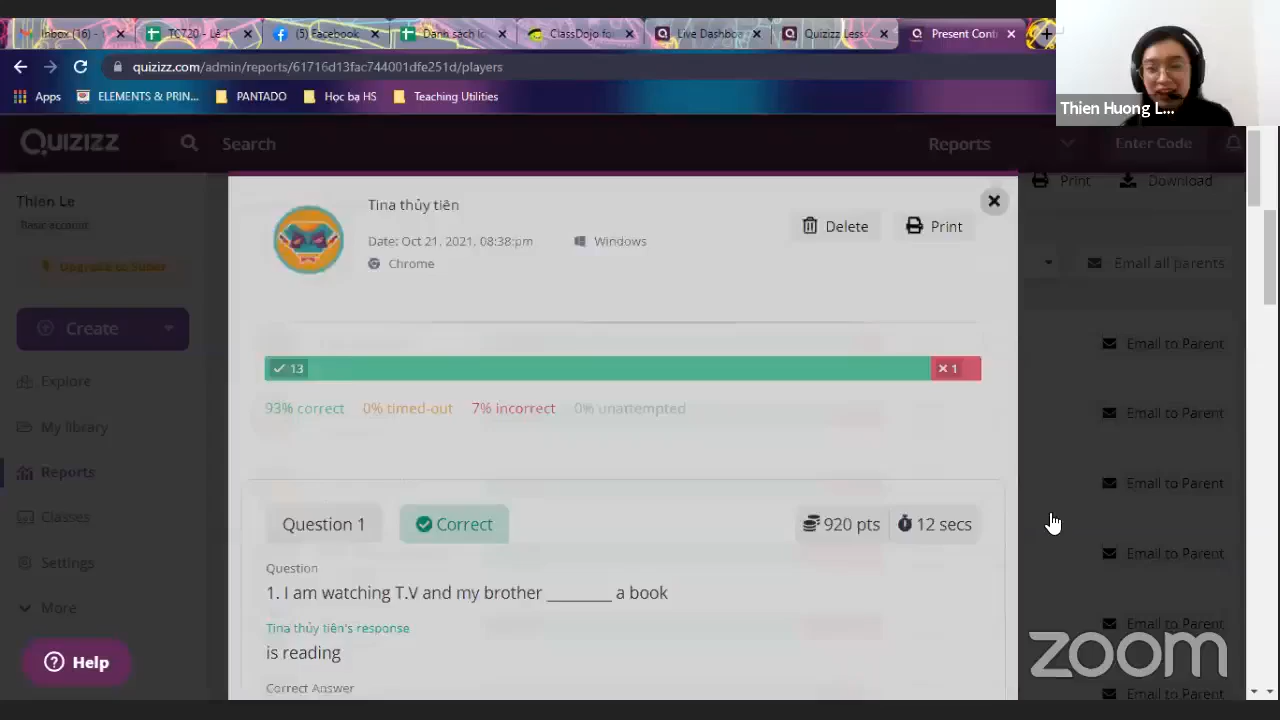 Inbox (16) -
TC720 - Lê T
(5) Facebook
Danh sách lc
ClassDojo fo
Live Dashbo
Quizizz Less
Present Conti
quizizz.com/admin/reports/61716d13fac744001dfe251d/players
Apps
ELEMENTS & PRIN...
PANTADO
Học bạ HS
Teaching Utilities
Thien Huong L...
QUIZIZZ
Search
Reports
Enter Code
Thien Le
Basic account
Print
Download
Upgrade to Super
Email all parents
Create
Explore
My library
Reports
Classes
Settings
More
Help
Tina thủy tiên
Date: Oct 21, 2021, 08:38:pm
Windows
Chrome
Delete
Print
13
1
93% correct
0% timed-out
7% incorrect
0% unattempted
Question 1
Correct
920 pts
12 secs
Question
1. I am watching T.V and my brother ________ a book
Tina thủy tiên's response
is reading
Correct Answer
Email to Parent
Email to Parent
Email to Parent
Email to Parent
Email to Parent
Email to Parent
zoom